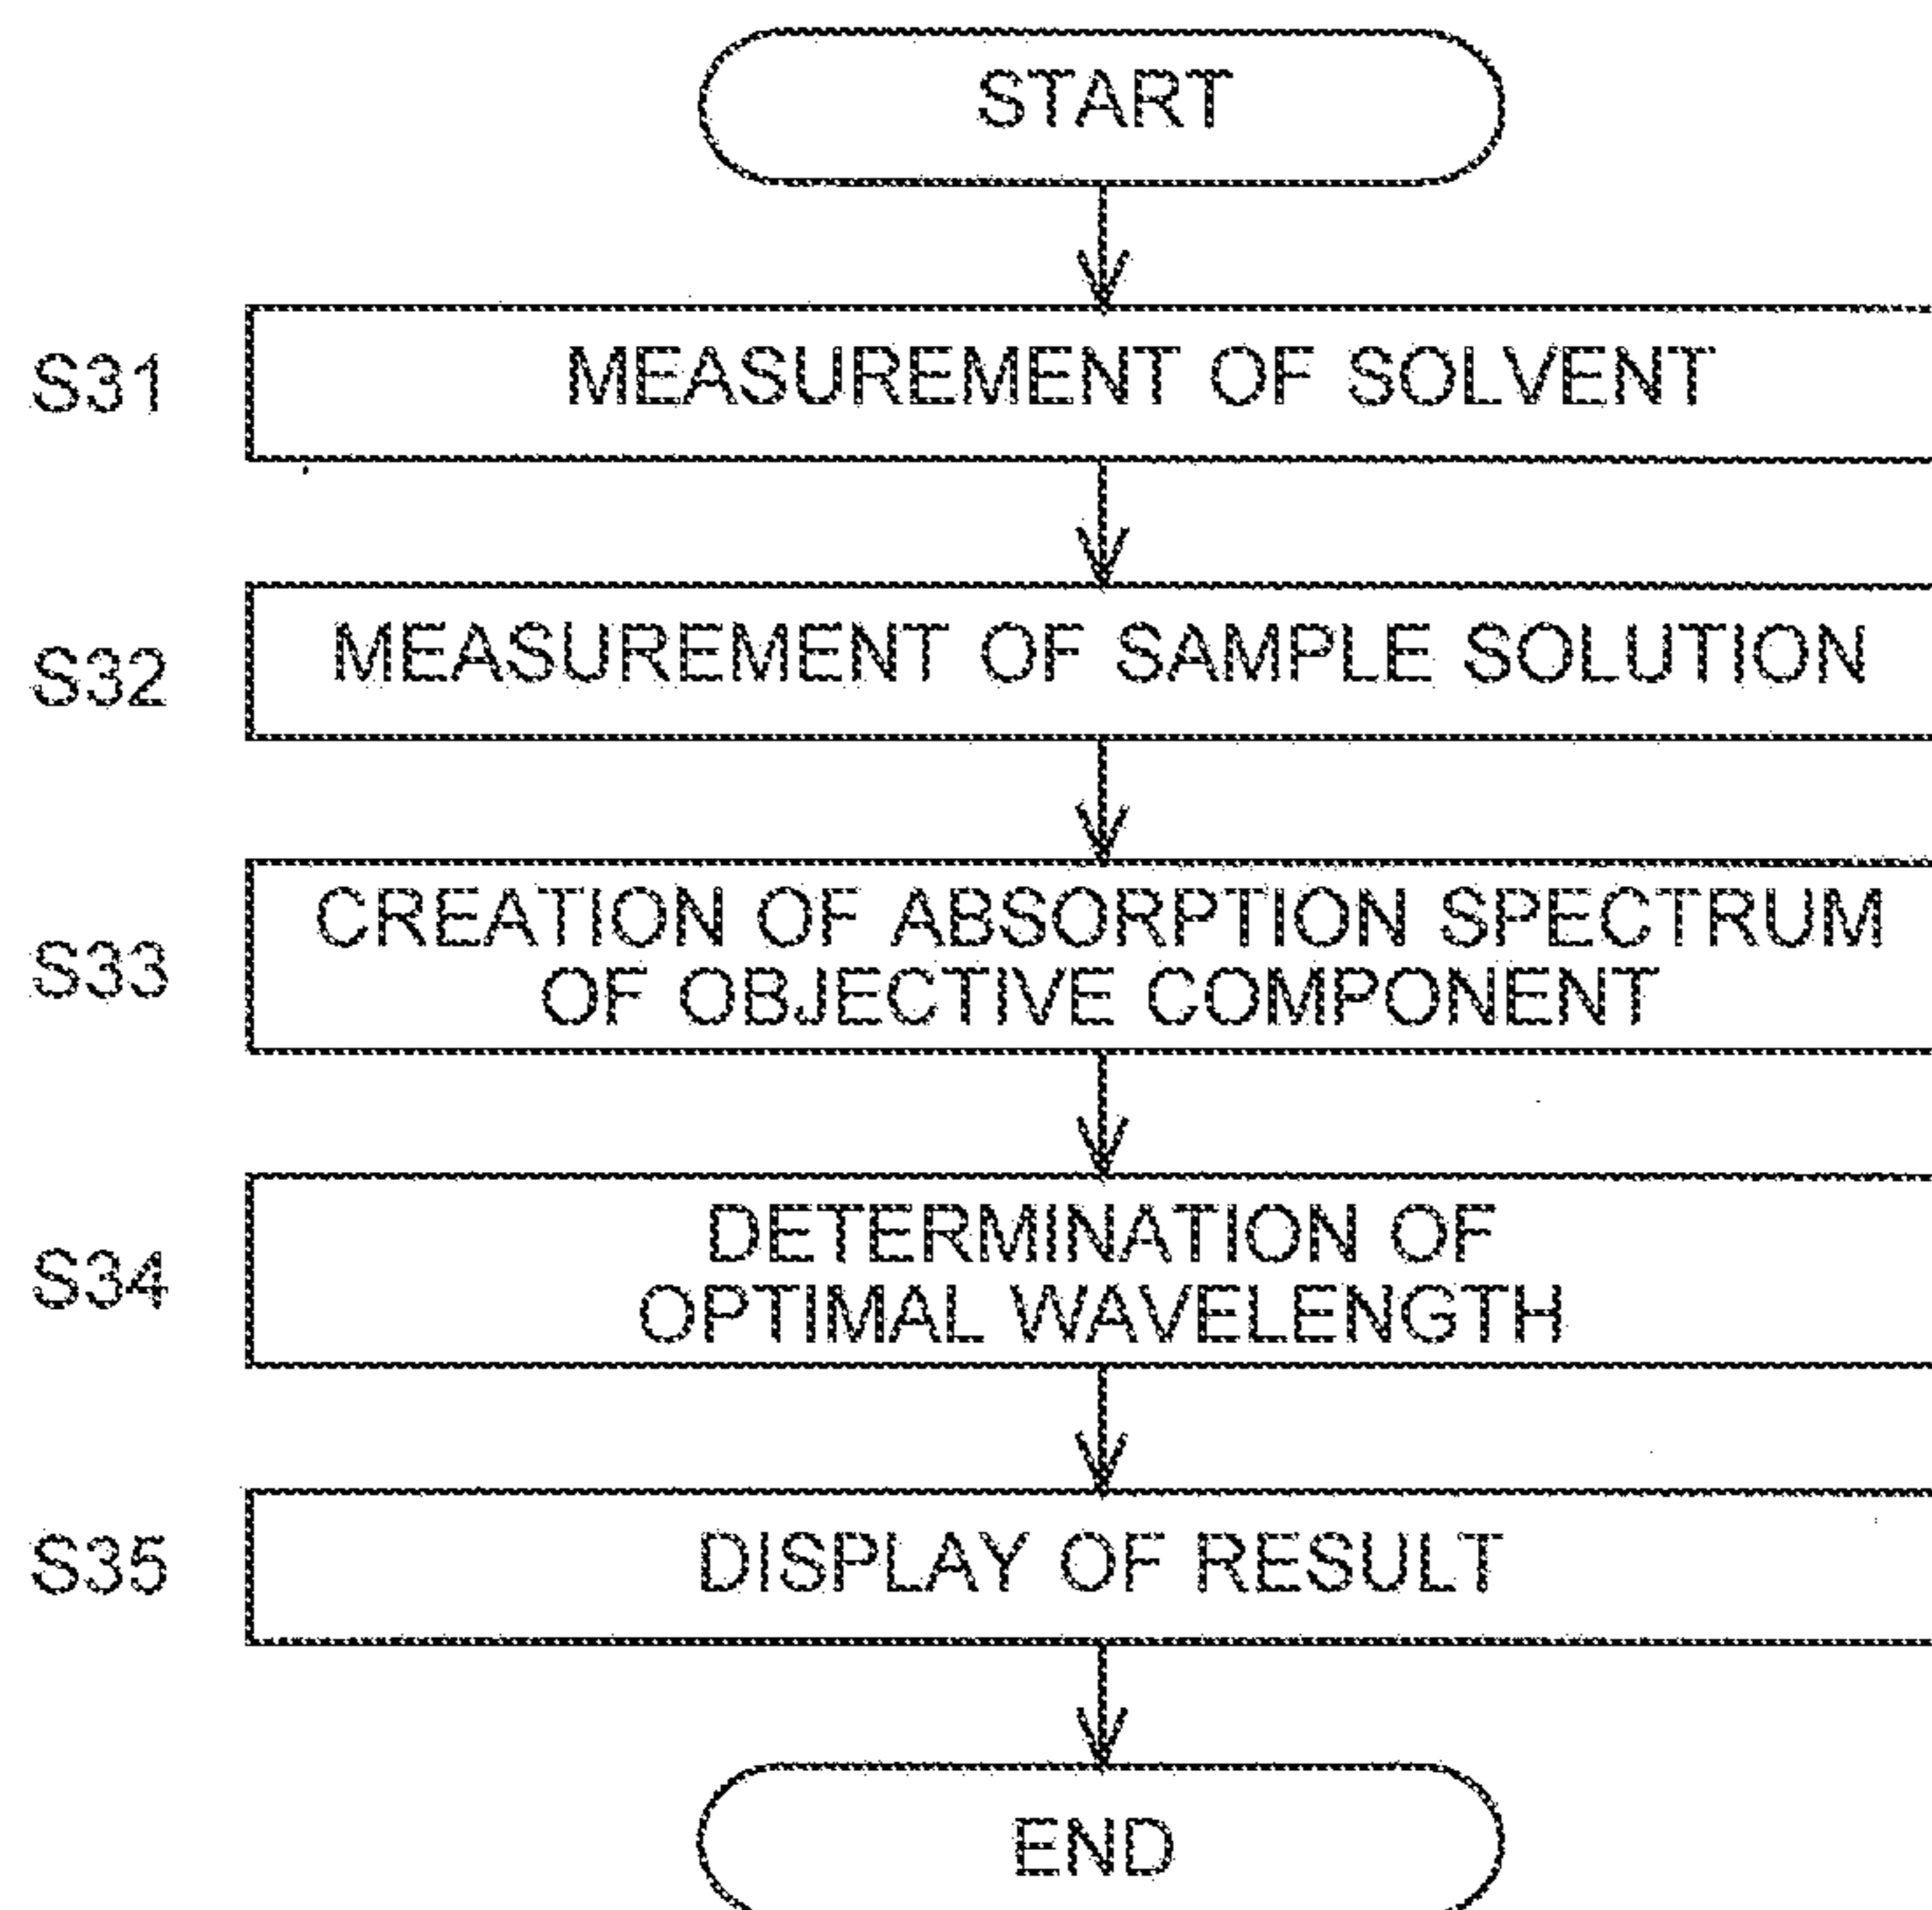 START
S31
MEASUREMENT OF SOLVENT
S32
MEASUREMENT OF SAMPLE SOLUTION
S33
CREATION OF ABSORPTION SPECTRUM
OF OBJECTIVE COMPONENT
S34
DETERMINATION OF
OPTIMAL WAVELENGTH
S35
DISPLAY OF RESULT
END